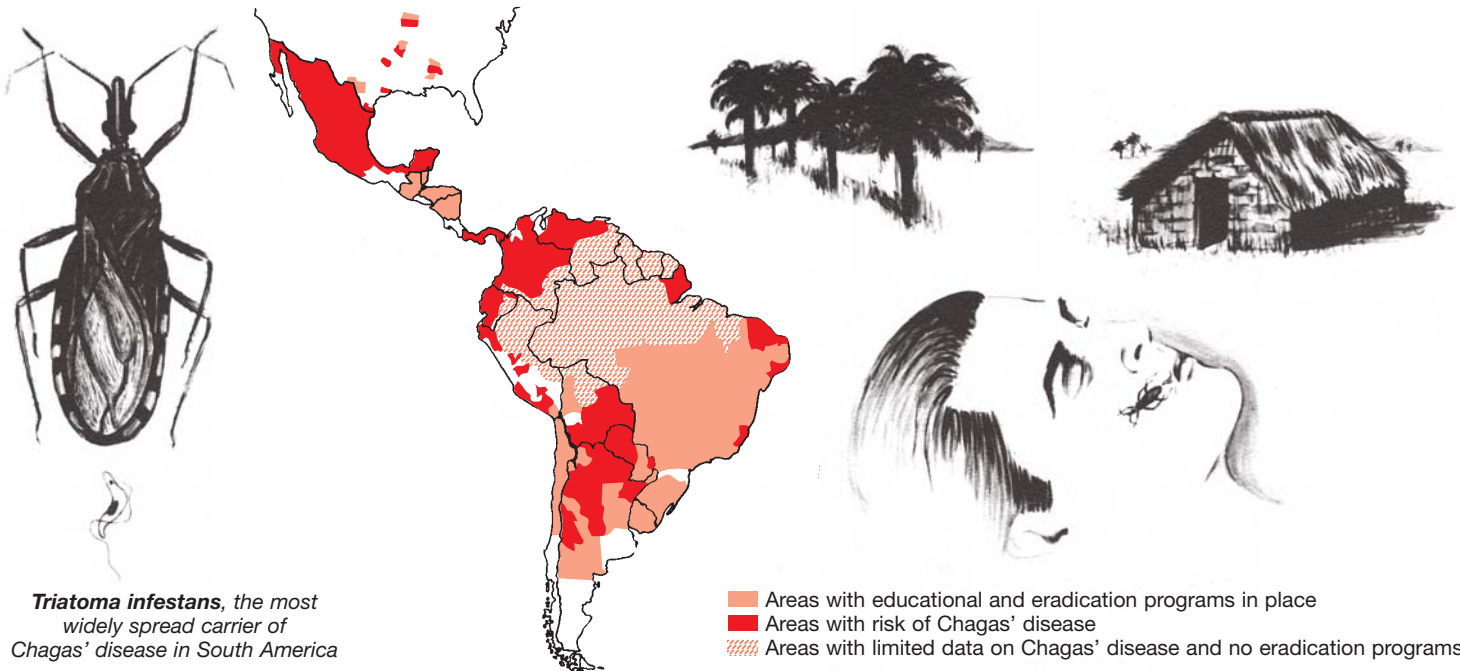 Triatoma infestans, the most
widely spread carrier of
Chagas' disease in South America
Areas with educational and eradication programs in place
Areas with risk of Chagas' disease
Areas with limited data on Chagas' disease and no eradication programs